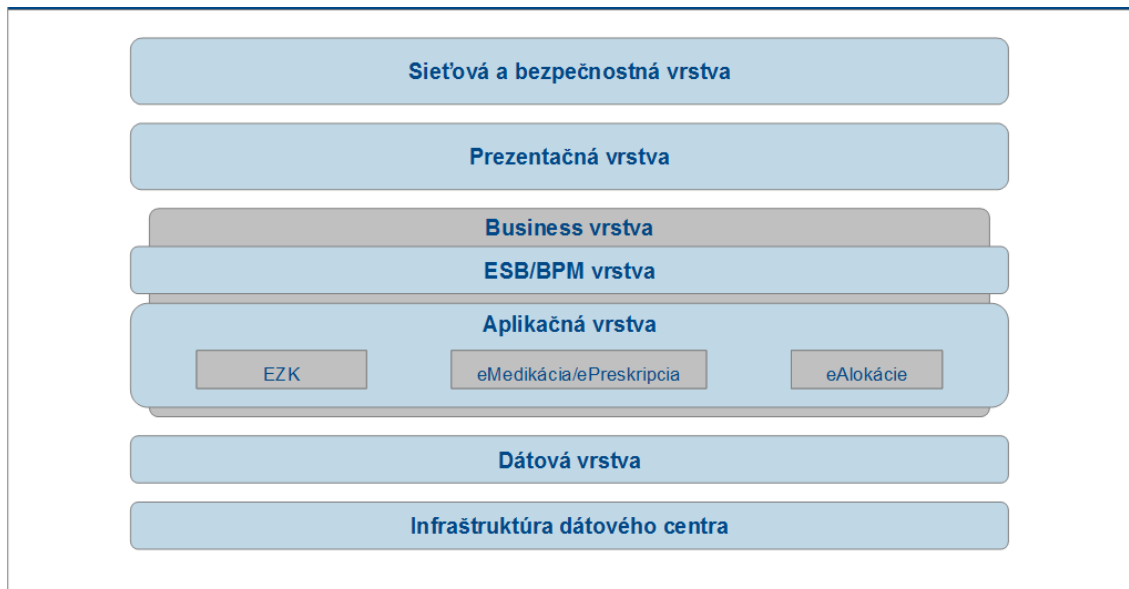 Sieťová a bezpečnostná vrstva
Prezentačná vrstva
Business vrstva
ESB/BPM vrstva
Aplikačná vrstva
EZK
eMedikácia/ePreskripcia
eAlokácie
Dátová vrstva
Infraštruktúra dátového centra